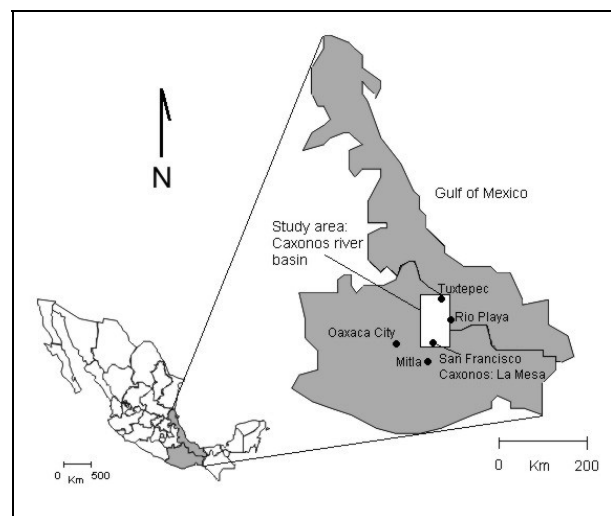 N
Gulf of Mexico
Study area:
Caxonos river
basin
Tuxtepec
Rio Playa
Oaxaca City
San Francisco
Mitla
Caxonos: La Mesa
0 500
Km
0 200
Km